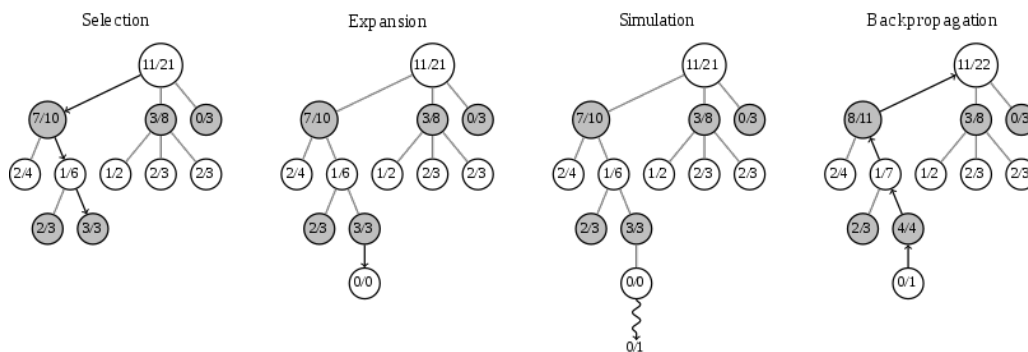 Selection
11/21
7/10 3/8 0/3
2/4 1/6 1/2 2/3 2/3
2/3 3/3
Expansion
11/21
7/10 3/8 0/3
2/4 1/6 1/2 2/3 2/3
2/3 3/3
0/0
Simulation
11/21
7/10 3/8 0/3
2/4 1/6 1/2 2/3 2/3
2/3 3/3
0/0
0/1
Backpropagation
11/22
8/11 3/8 0/3
2/4 1/7 1/2 2/3 2/3
2/3 4/4
0/1